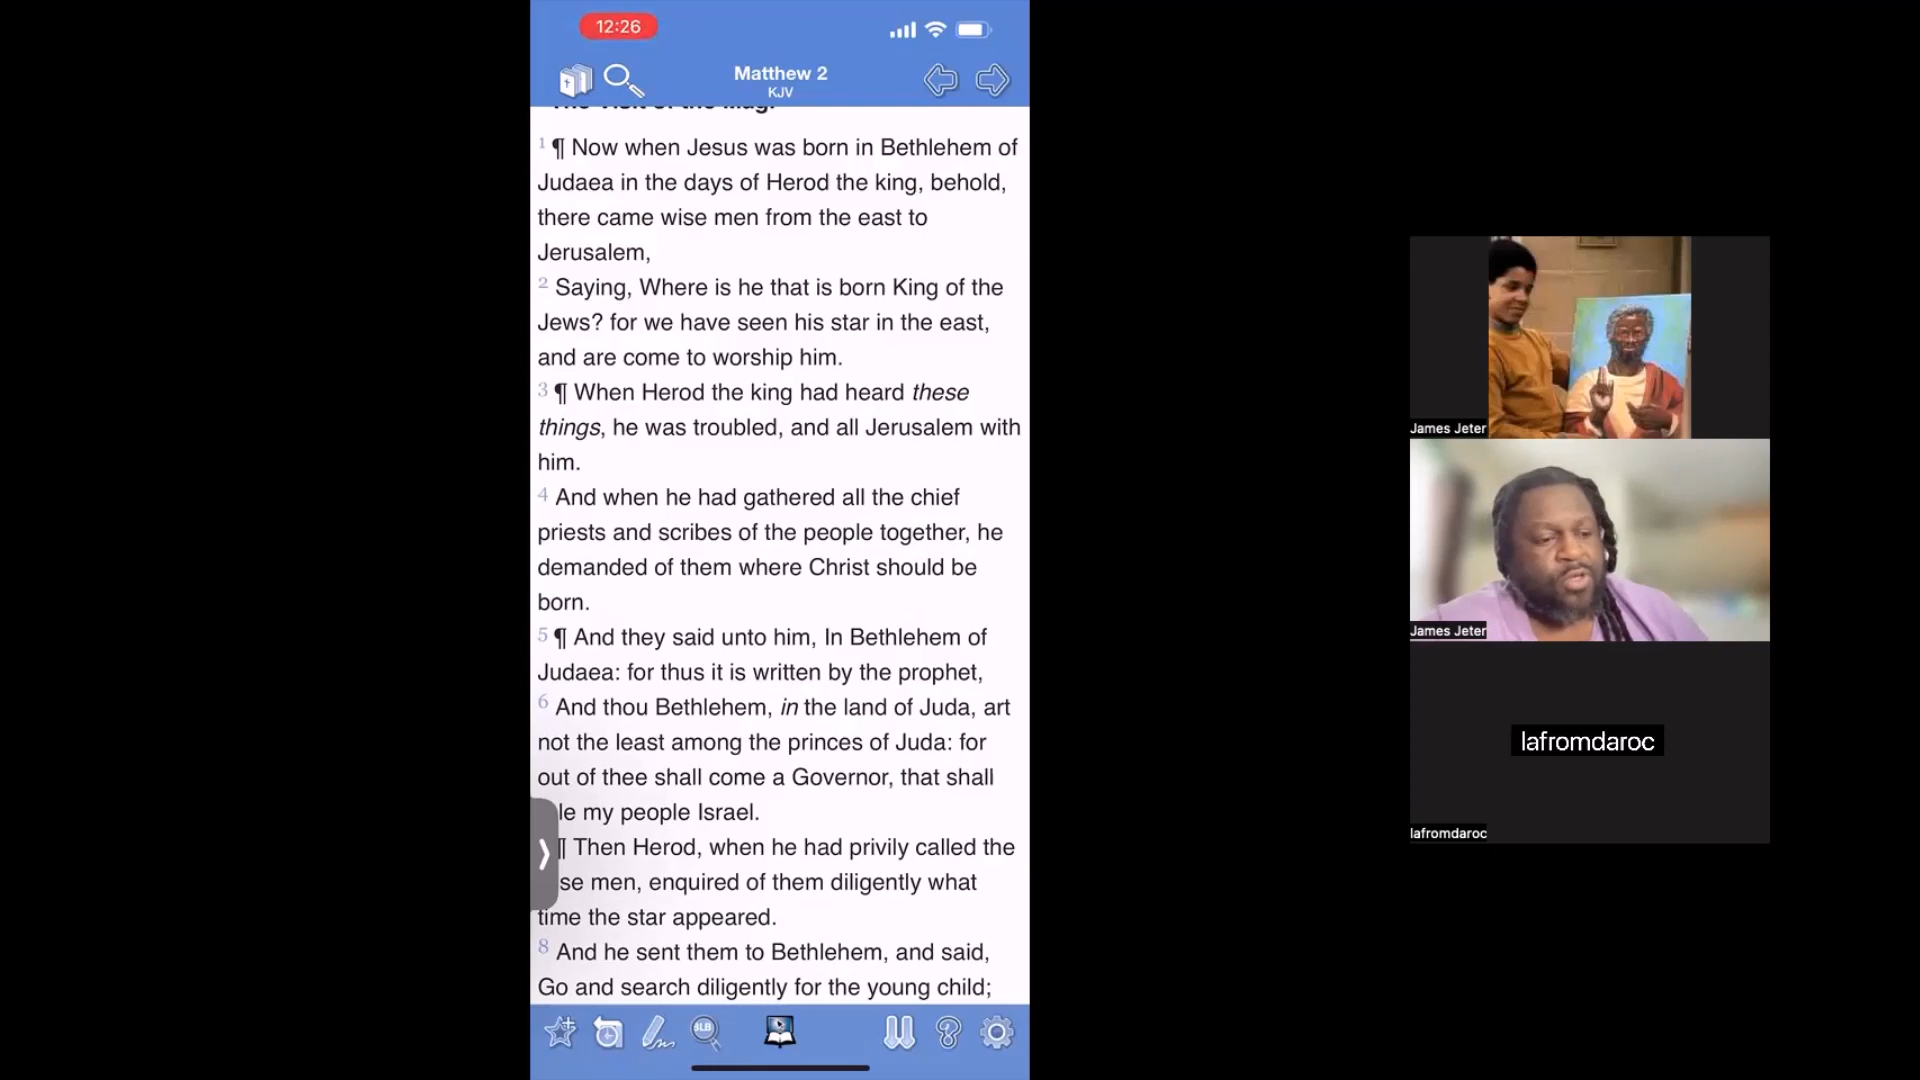 12:26
Matthew 2
KJV
The Visit of the Magi
1 ¶ Now when Jesus was born in Bethlehem of
Judaea in the days of Herod the king, behold,
there came wise men from the east to
Jerusalem,
2 Saying, Where is he that is born King of the
Jews? for we have seen his star in the east,
and are come to worship him.
3 ¶ When Herod the king had heard these
things, he was troubled, and all Jerusalem with
him.
4 And when he had gathered all the chief
priests and scribes of the people together, he
demanded of them where Christ should be
born.
5 ¶ And they said unto him, In Bethlehem of
Judaea: for thus it is written by the prophet,
6 And thou Bethlehem, in the land of Juda, art
not the least among the princes of Juda: for
out of thee shall come a Governor, that shall
le my people Israel.
¶ Then Herod, when he had privily called the
se men, enquired of them diligently what
time the star appeared.
8 And he sent them to Bethlehem, and said,
Go and search diligently for the young child;
BLB
James Jeter
James Jeter
lafromdaroc
lafromdaroc